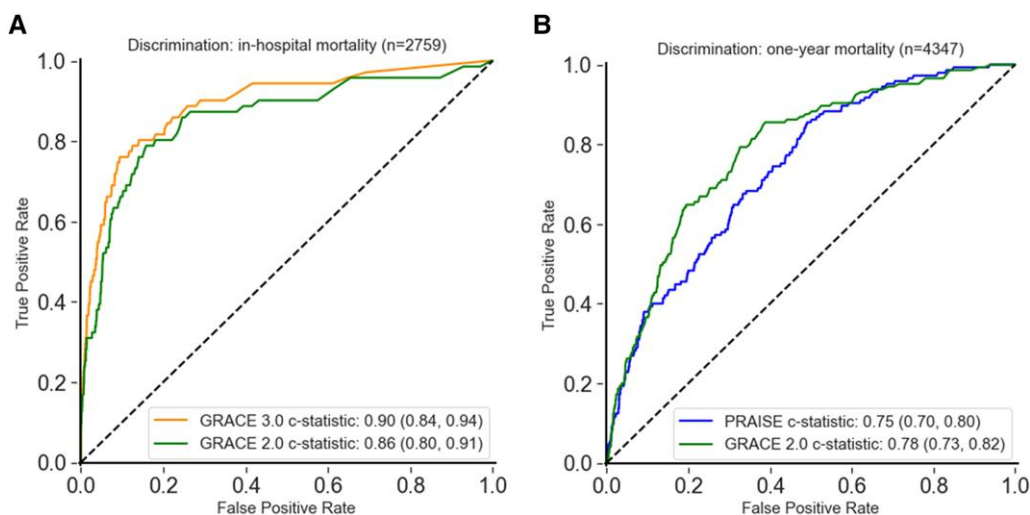 A
Discrimination: in-hospital mortality (n=2759)
1.0
0.8
0.6
0.4
0.2
0.0
True Positive Rate
GRACE 3.0 c-statistic: 0.90 (0.84, 0.94)
GRACE 2.0 c-statistic: 0.86 (0.80, 0.91)
0.0 0.2 0.4 0.6 0.8 1.0
False Positive Rate
B
Discrimination: one-year mortality (n=4347)
1.0
0.8
0.6
0.4
0.2
0.0
True Positive Rate
PRAISE c-statistic: 0.75 (0.70, 0.80)
GRACE 2.0 c-statistic: 0.78 (0.73, 0.82)
0.0 0.2 0.4 0.6 0.8 1.0
False Positive Rate